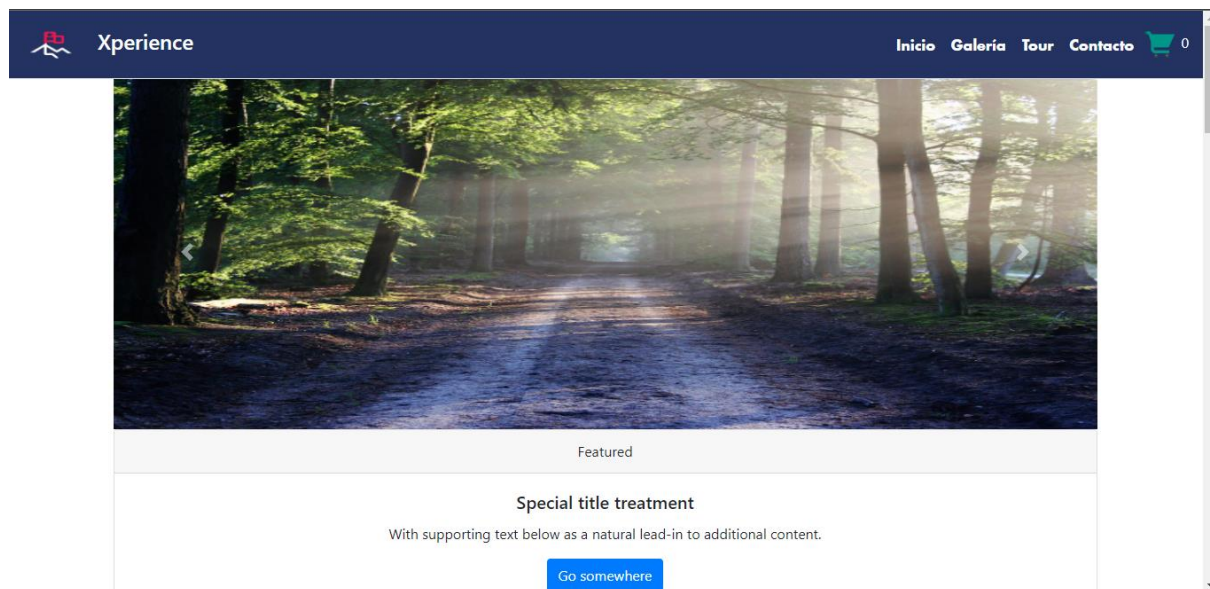 Xperience
Inicio Galería Tour Contacto 0
Featured
Special title treatment
With supporting text below as a natural lead-in to additional content.
Go somewhere